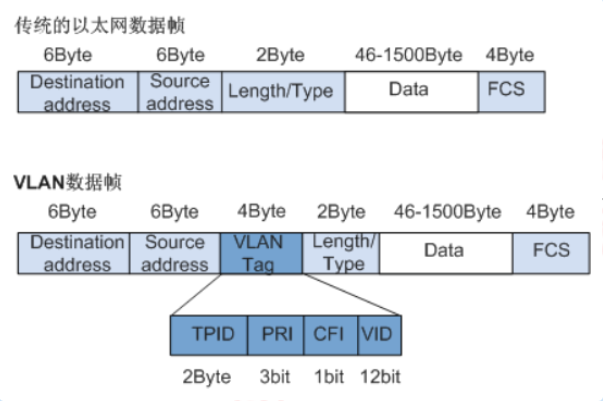 传统的以太网数据帧
6Byte 6Byte 2Byte 46-1500Byte 4Byte
Destination address Source address Length/Type Data FCS
VLAN数据帧
6Byte 6Byte 4Byte 2Byte 46-1500Byte 4Byte
Destination address Source address VLAN Tag Length/Type Data FCS
TPID PRI CFI VID
2Byte 3bit 1bit 12bit